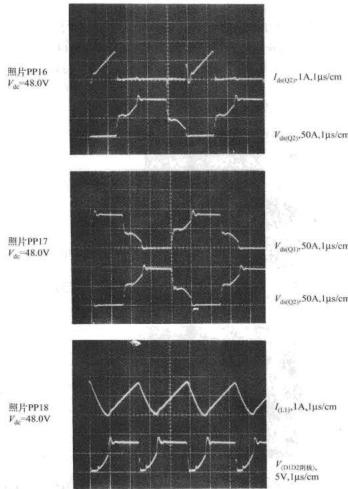 照片PP16
V_dc=48.0V
I_ds(Q2),1A,1μs/cm
V_ds(Q2),50A,1μs/cm
照片PP17
V_dc=48.0V
V_ds(Q1),50A,1μs/cm
V_ds(Q2),50A,1μs/cm
照片PP18
V_dc=48.0V
I_(L1),1A,1μs/cm
V_(D1D2阴极),
5V,1μs/cm